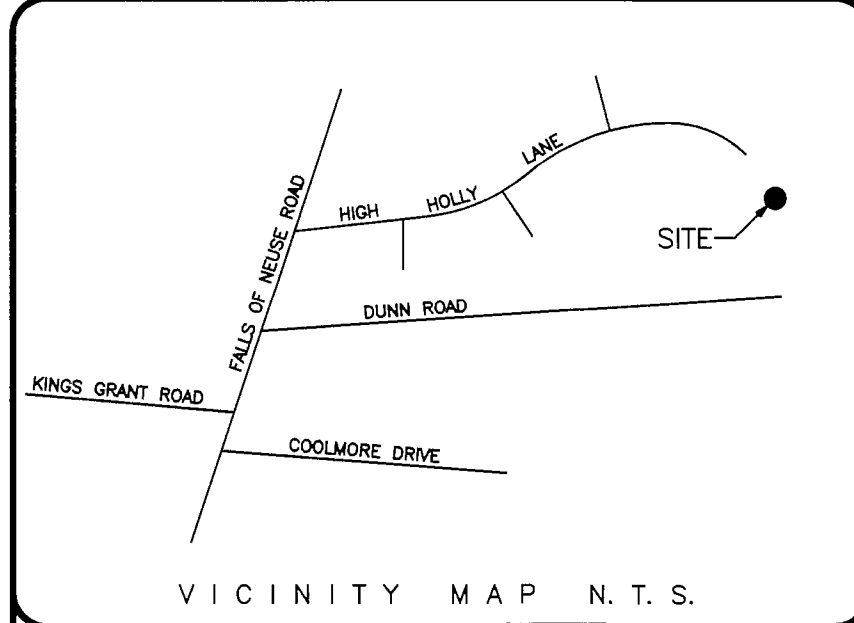 LANE
HIGH HOLLY
FALLS OF NEUSE ROAD
SITE
DUNN ROAD
KINGS GRANT ROAD
COOLMORE DRIVE
VICINITY MAP N.T.S.